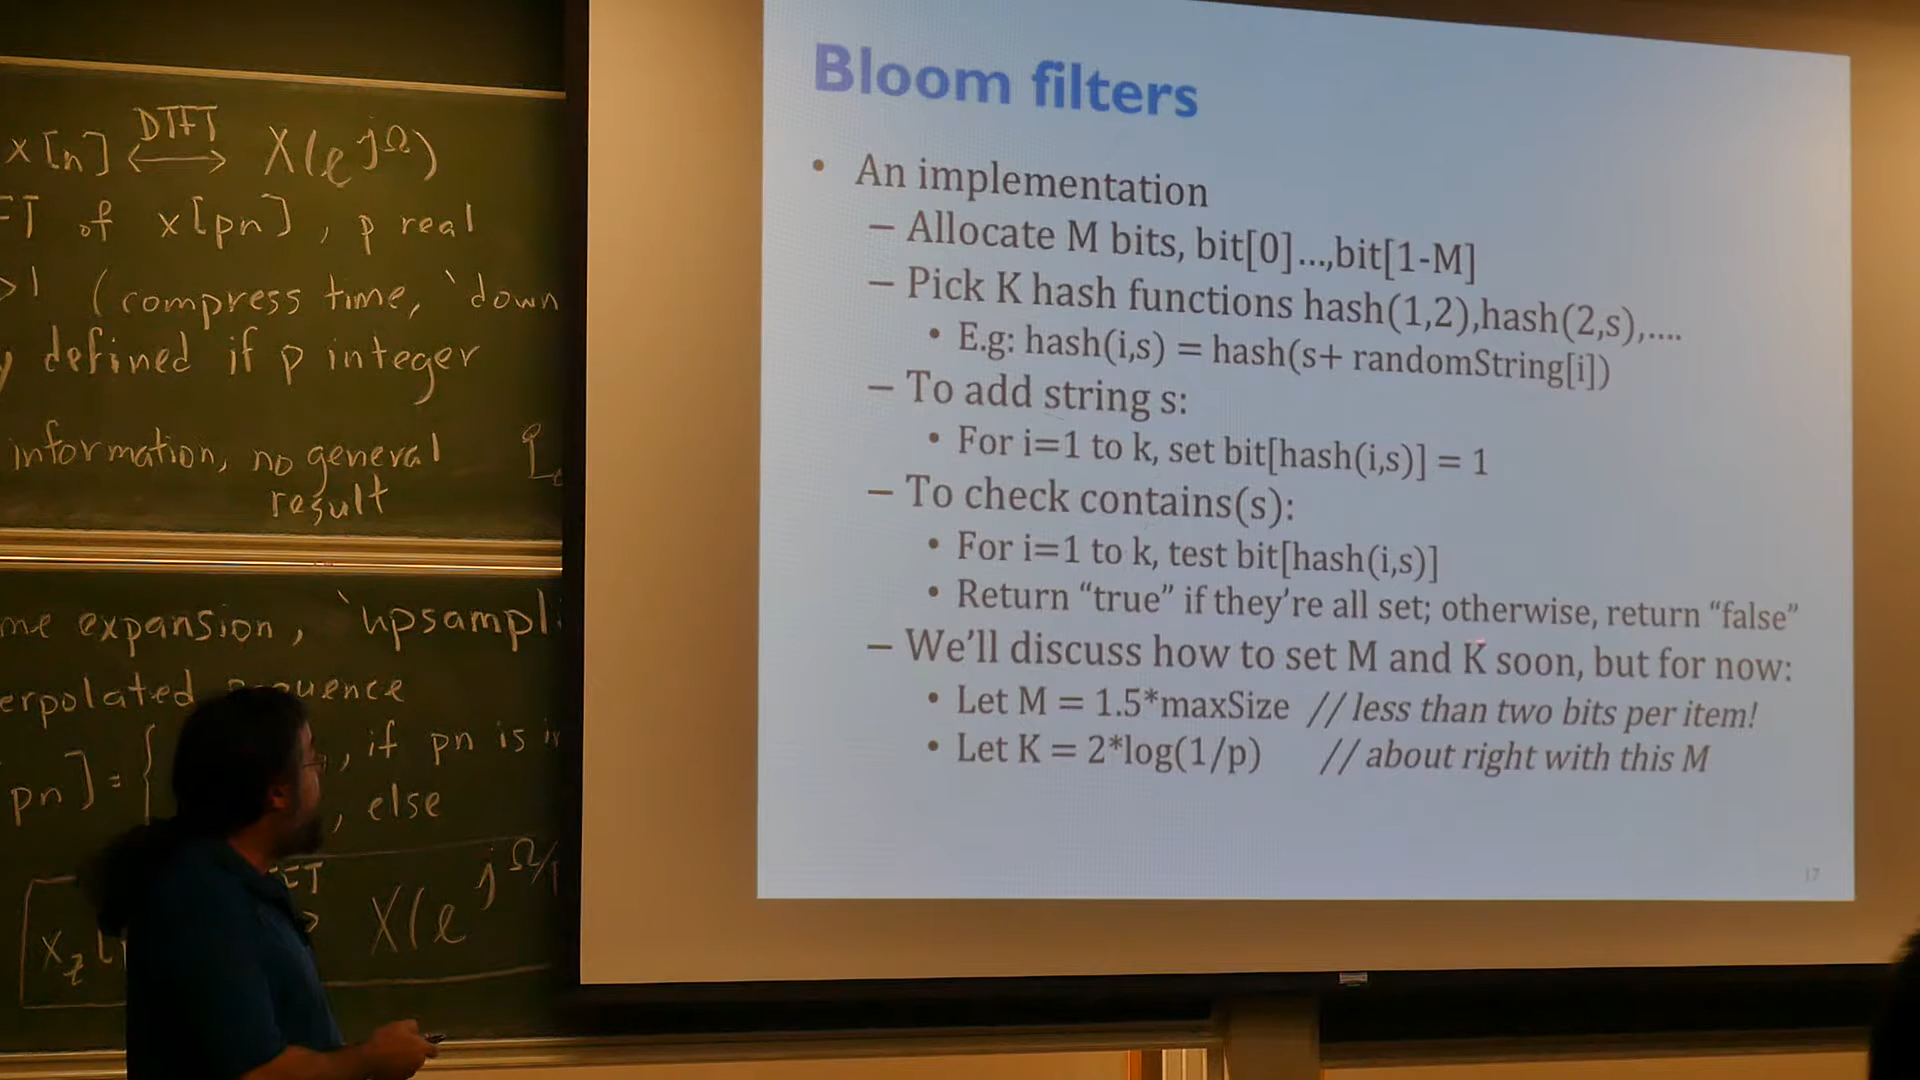 x[n] DTFT X(e^jΩ)
of x[pn], p real
>1 (compress time, `down
defined if p integer
information, no general
result
me expansion, `upsampl
erpolated
pn] = { , if pn is
, else
X(e^jΩ/
Bloom filters
• An implementation
– Allocate M bits, bit[0]...,bit[1-M]
– Pick K hash functions hash(1,2),hash(2,s),....
• E.g: hash(i,s) = hash(s+ randomString[i])
– To add string s:
• For i=1 to k, set bit[hash(i,s)] = 1
– To check contains(s):
• For i=1 to k, test bit[hash(i,s)]
• Return “true” if they’re all set; otherwise, return “false”
– We’ll discuss how to set M and K soon, but for now:
• Let M = 1.5*maxSize // less than two bits per item!
• Let K = 2*log(1/p) // about right with this M
17